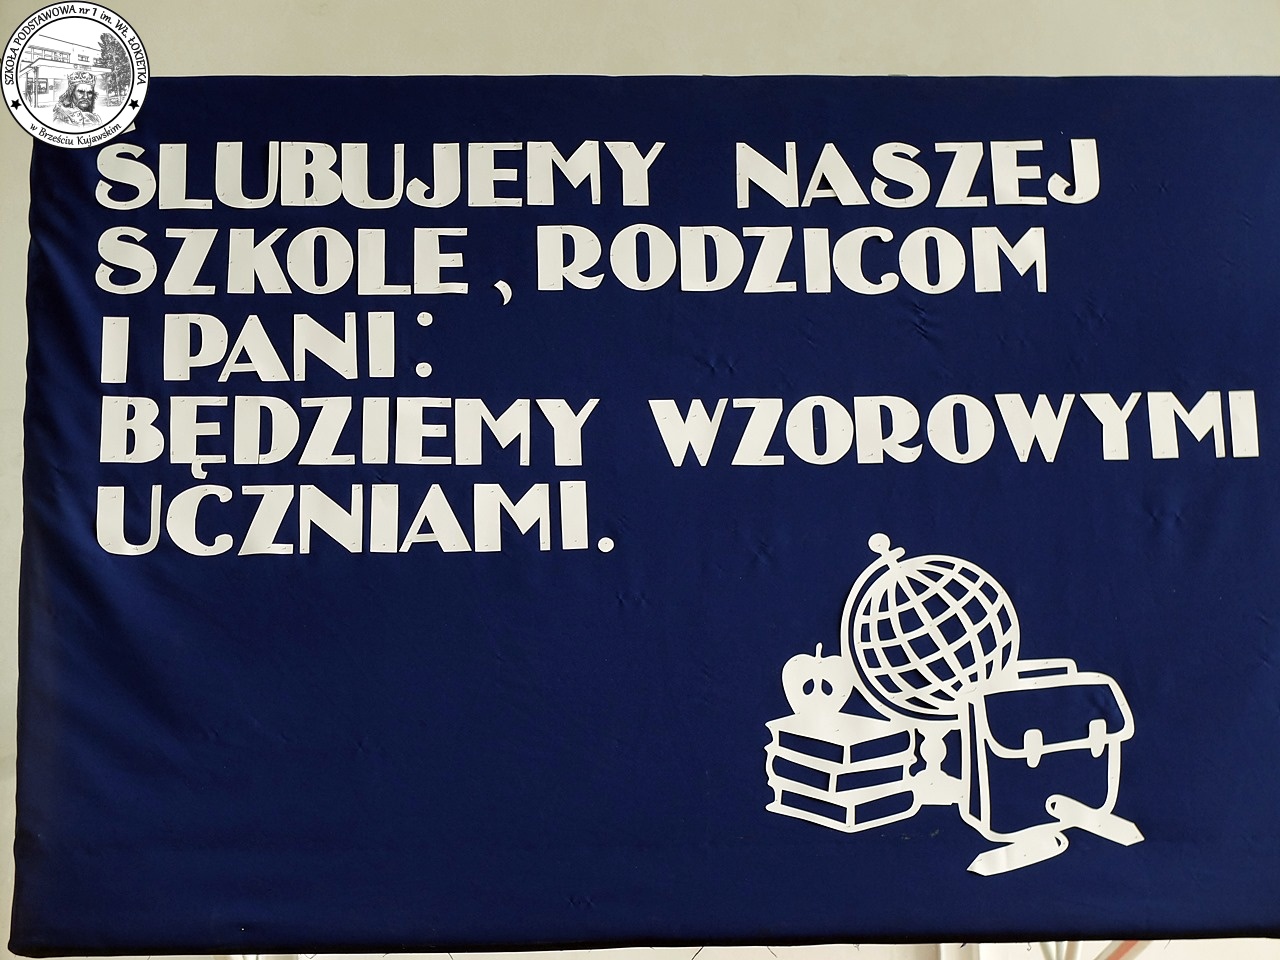 SZKOŁA PODSTAWOWA nr 1 im. WŁ. ŁOKIETKA
w Brześciu Kujawskim
ŚLUBUJEMY NASZEJ
SZKOLE, RODZICOM
I PANI:
BĘDZIEMY WZOROWYMI
UCZNIAMI.